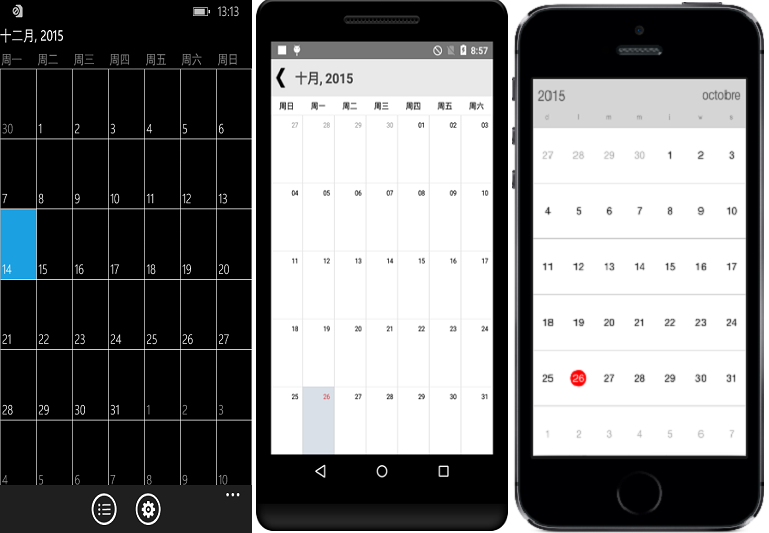 13:13
十二月, 2015
周一 周二 周三 周四 周五 周六 周日
30 1 2 3 4 5 6
7 8 9 10 11 12 13
14 15 16 17 18 19 20
21 22 23 24 25 26 27
28 29 30 31 1 2 3
4 5 6 7 8 9 10
8:57
十月, 2015
周日 周一 周二 周三 周四 周五 周六
27 28 29 30 01 02 03
04 05 06 07 08 09 10
11 12 13 14 15 16 17
18 19 20 21 22 23 24
25 26 27 28 29 30 31
2015 octobre
d l m m j v s
27 28 29 30 1 2 3
4 5 6 7 8 9 10
11 12 13 14 15 16 17
18 19 20 21 22 23 24
25 26 27 28 29 30 31
1 2 3 4 5 6 7